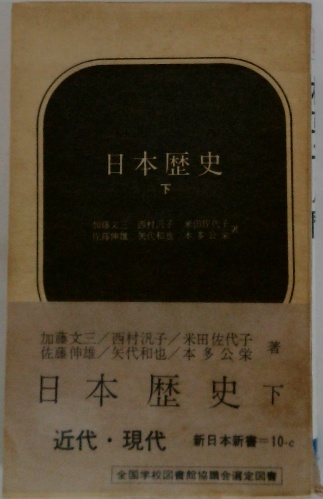 日本歴史
下
加藤文三 西村汎子 米田佐代子
佐藤伸雄 矢代和也 本多公栄 著
加藤文三／西村汎子／米田佐代子
佐藤伸雄／矢代和也／本多公栄 著
日本歴史 下
近代・現代 新日本新書=10-c
全国学校図書館協議会選定図書